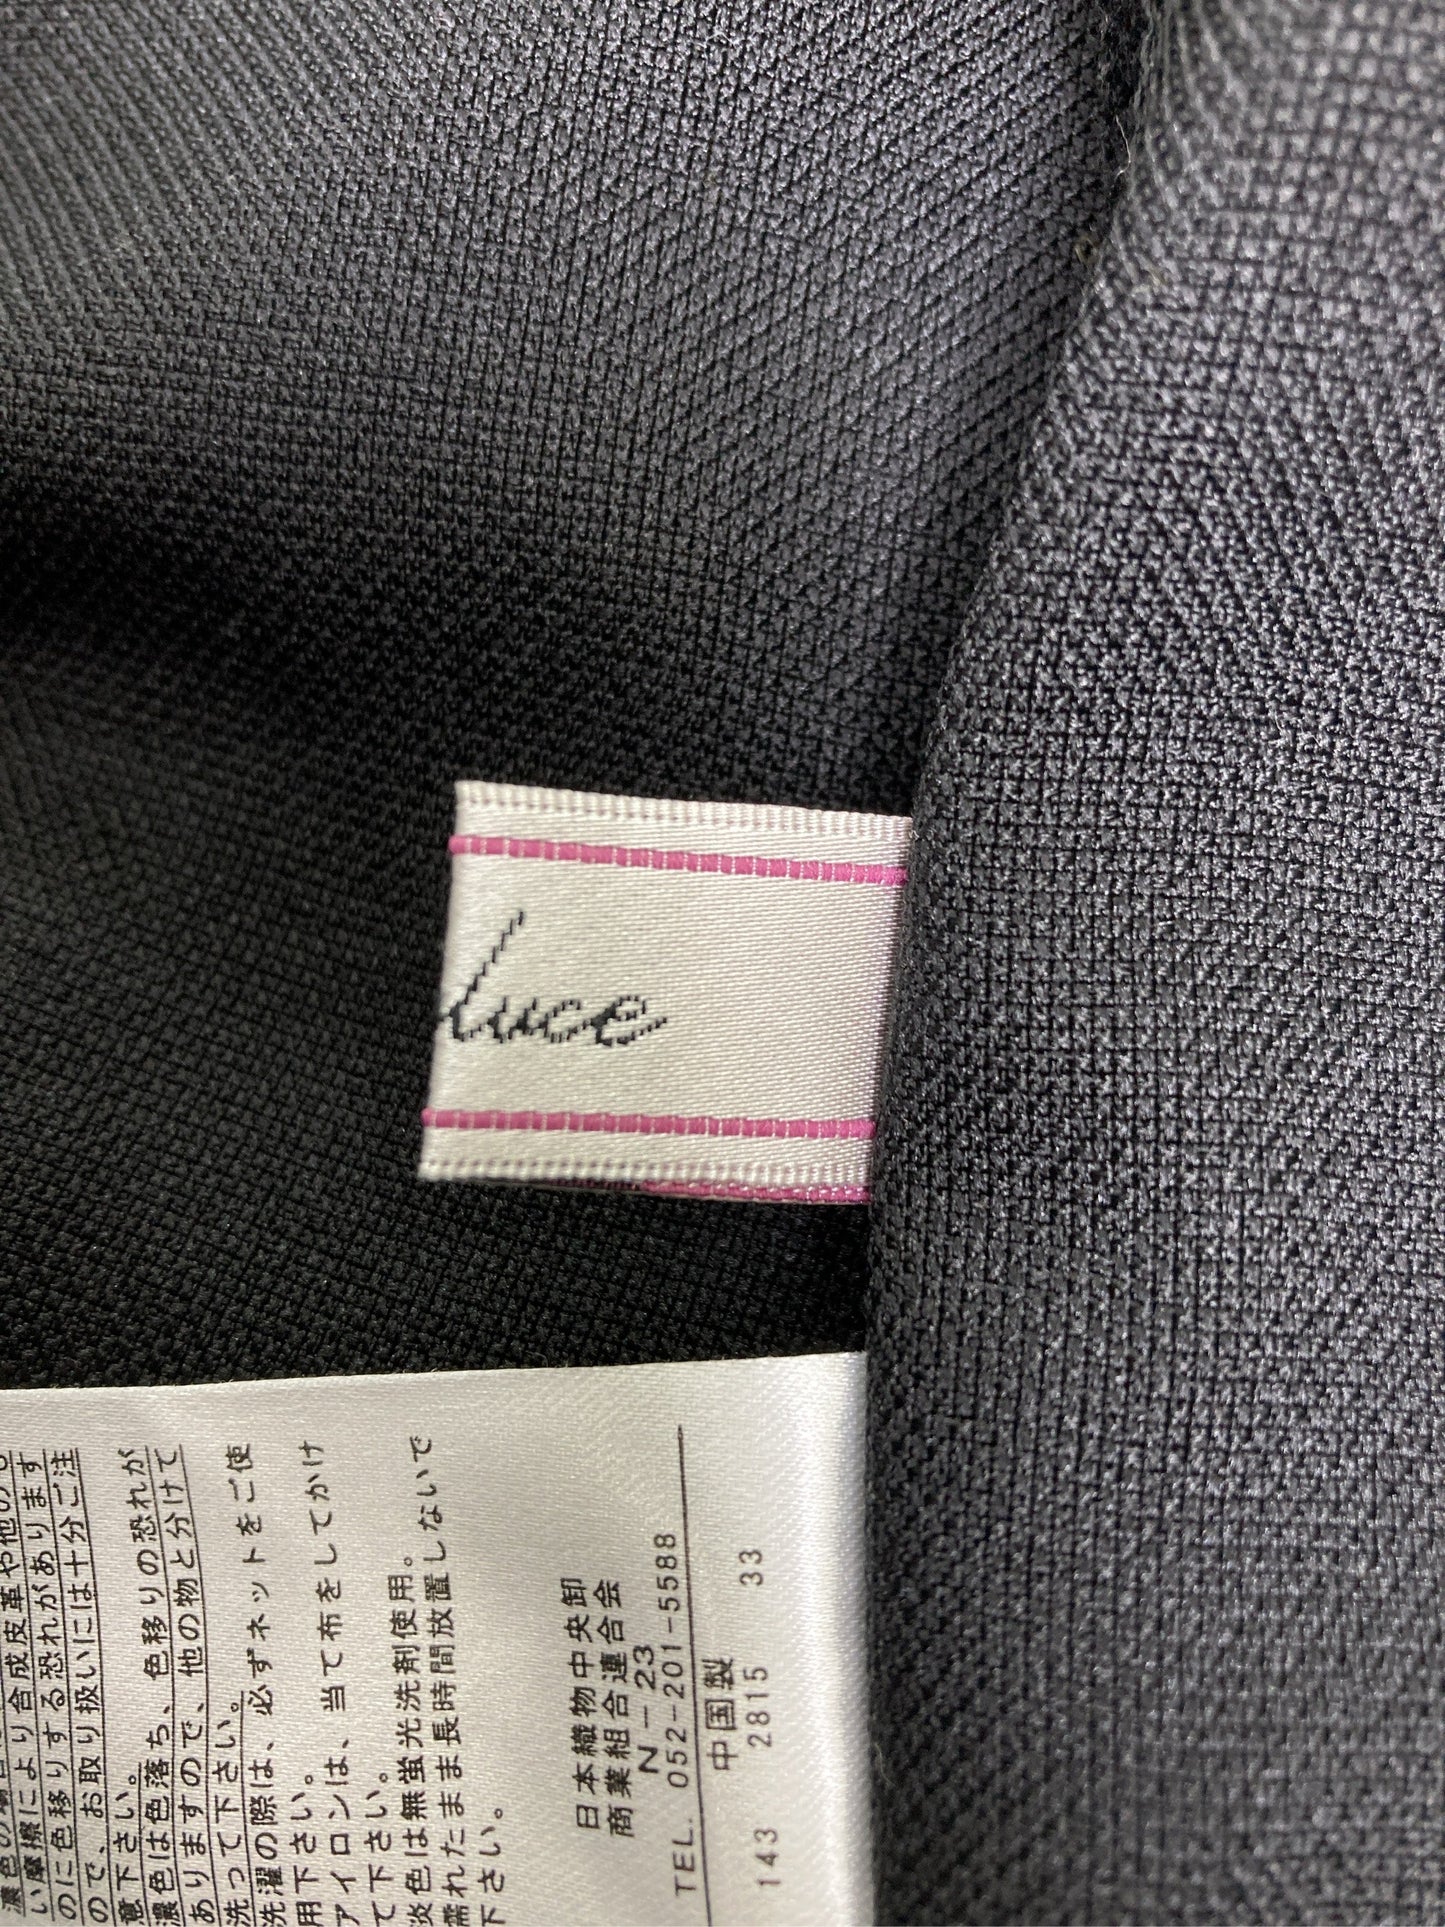 luce
い摩擦により合成皮革や他のも
のに色移りする恐れがあります
ので、お取り扱いには十分ご注
意下さい。
濃色は色落ち、色移りの恐れが
ありますので、他の物と分けて
洗って下さい。
洗濯の際は、必ずネットをご使
用下さい。
アイロンは、当て布をしてかけ
て下さい。
淡色は無蛍光洗剤使用。
濡れたまま長時間放置しないで
下さい。
日本織物中央卸
商業組合連合会
N－23
TEL. 052-201-5588
中国製
143 2815 33